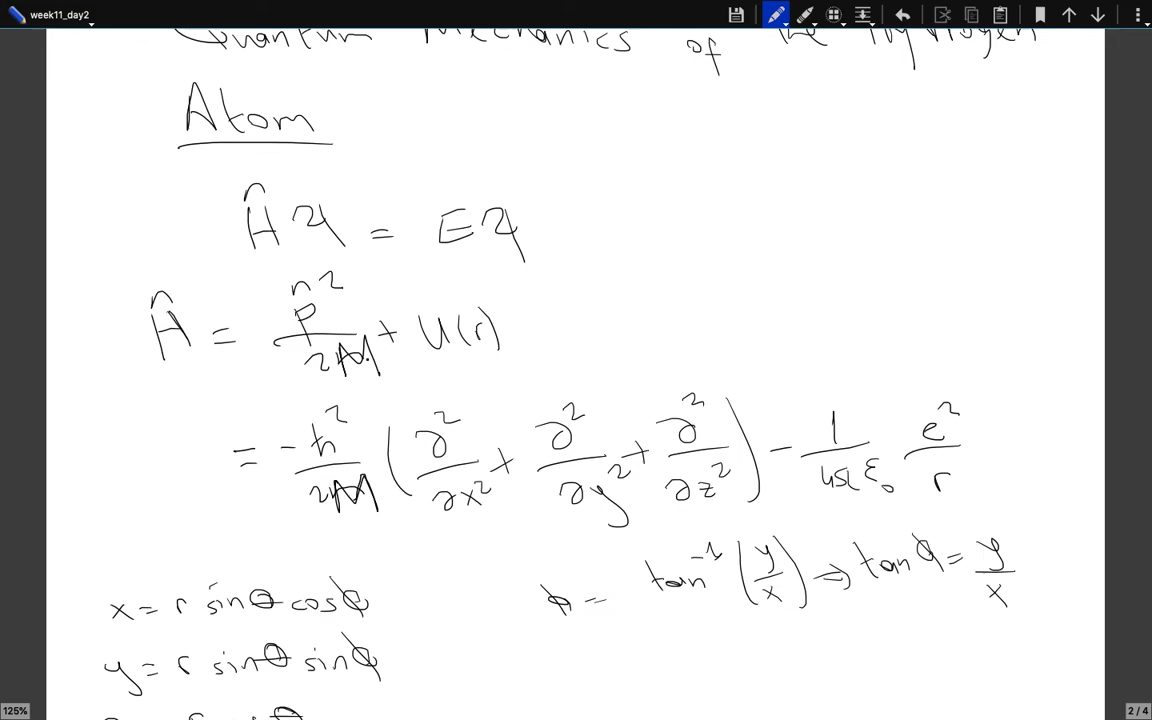 week11_day2
Quantum Mechanics of the Hydrogen
Atom
Ĥψ = Eψ
Ĥ = p̂²/2M + U(r)
= -ħ²/2M (∂²/∂x² + ∂²/∂y² + ∂²/∂z²) - 1/4πε₀ e²/r
ϕ = tan⁻¹(y/x) ⇒ tanϕ = y/x
x = r sinθ cosϕ
y = r sinθ sinϕ
125%
2 / 4